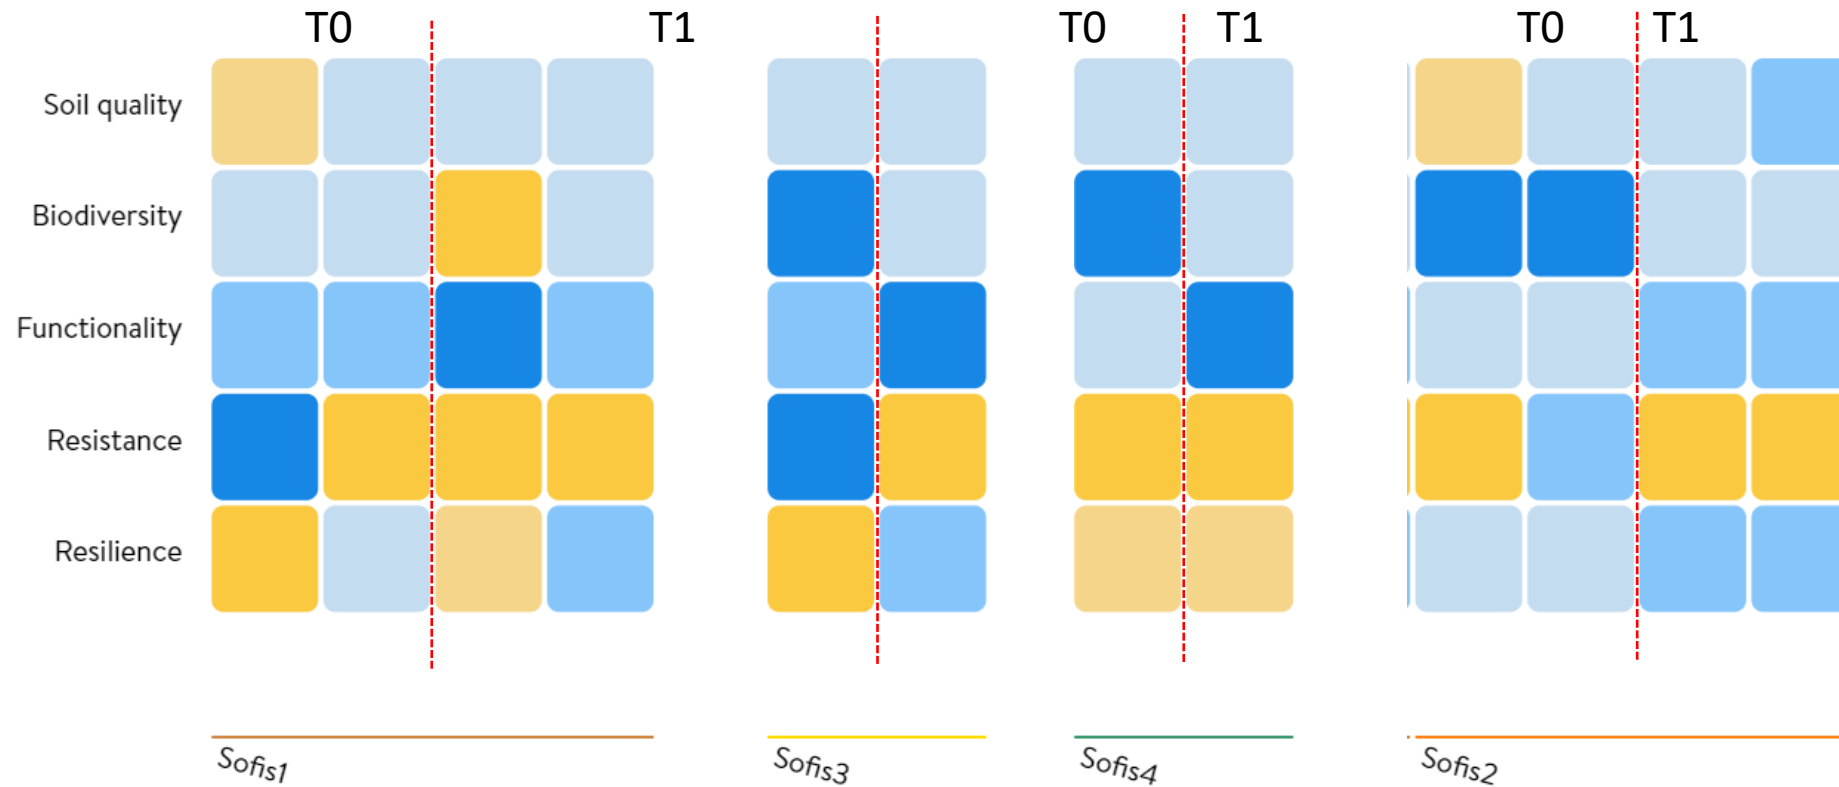 T0 T1 T0 T1 T0 T1
Soil quality
Biodiversity
Functionality
Resistance
Resilience
Sofis1 Sofis3 Sofis4 Sofis2